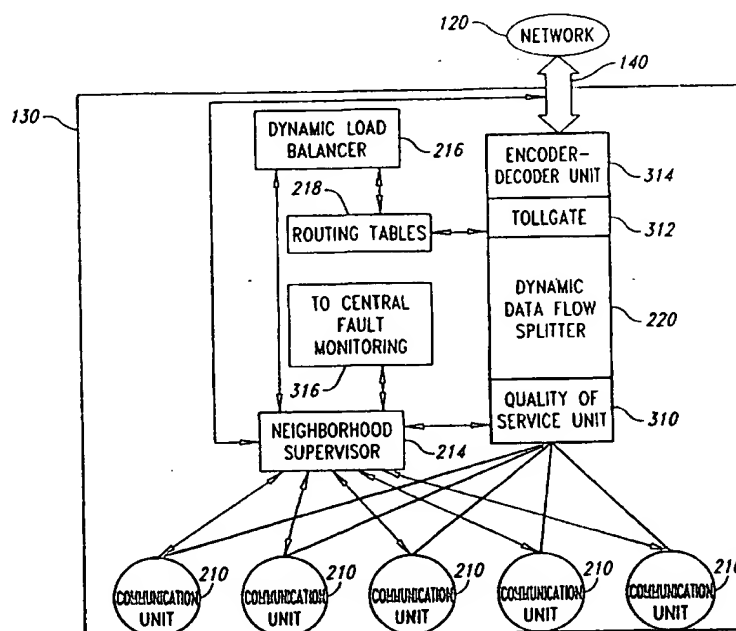 120
NETWORK
140
130
DYNAMIC LOAD
BALANCER
216
ENCODER-
DECODER UNIT
314
218
TOLLGATE
312
ROUTING TABLES
DYNAMIC
DATA FLOW
SPLITTER
220
TO CENTRAL
FAULT
MONITORING
316
QUALITY OF
SERVICE UNIT
310
NEIGHBORHOOD
SUPERVISOR
214
210
COMMUNICATION
UNIT
210
COMMUNICATION
UNIT
210
COMMUNICATION
UNIT
210
COMMUNICATION
UNIT
210
COMMUNICATION
UNIT